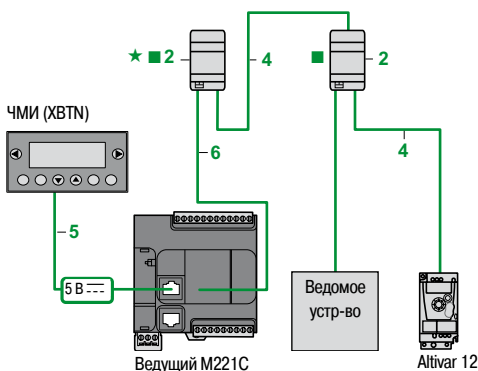 ★ ■ 2
4
■
2
ЧМИ (XBTN)
6
4
5
5 В
Ведомое
устр-во
Ведущий M221C
Altivar 12